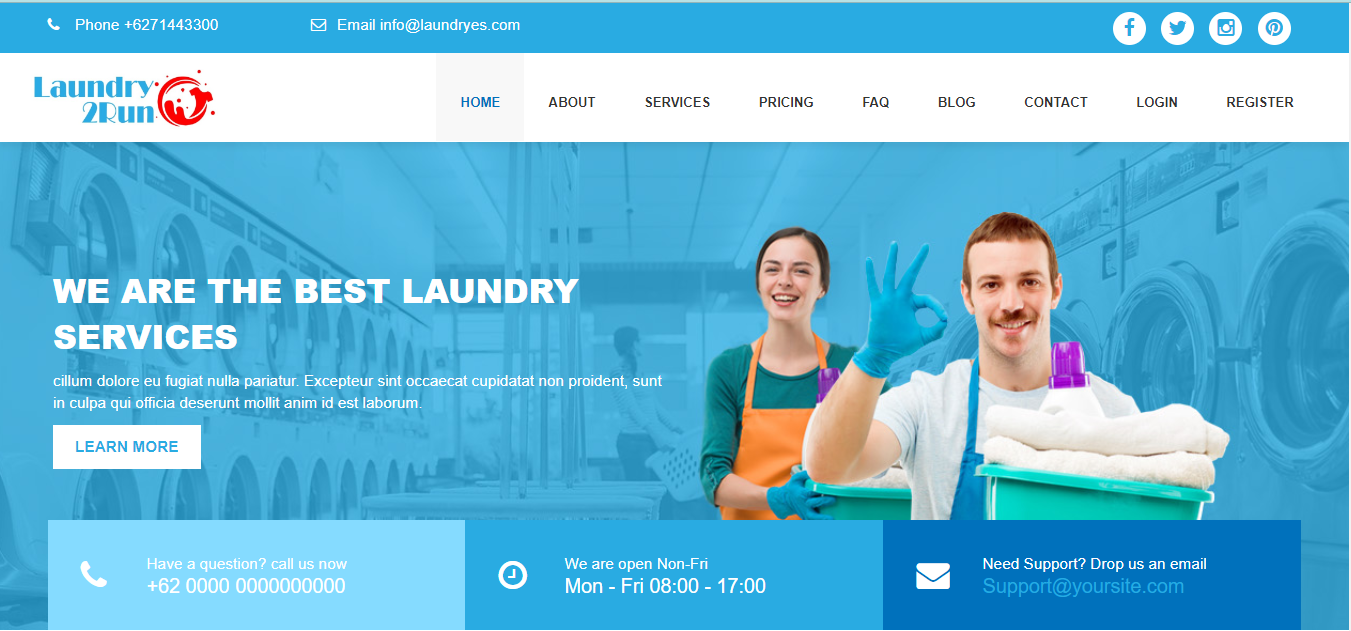 Phone +6271443300
Email info@laundryes.com
Laundry
2Run
HOME
ABOUT
SERVICES
PRICING
FAQ
BLOG
CONTACT
LOGIN
REGISTER
WE ARE THE BEST LAUNDRY
SERVICES
cillum dolore eu fugiat nulla pariatur. Excepteur sint occaecat cupidatat non proident, sunt
in culpa qui officia deserunt mollit anim id est laborum.
LEARN MORE
Have a question? call us now
+62 0000 0000000000
We are open Non-Fri
Mon - Fri 08:00 - 17:00
Need Support? Drop us an email
Support@yoursite.com